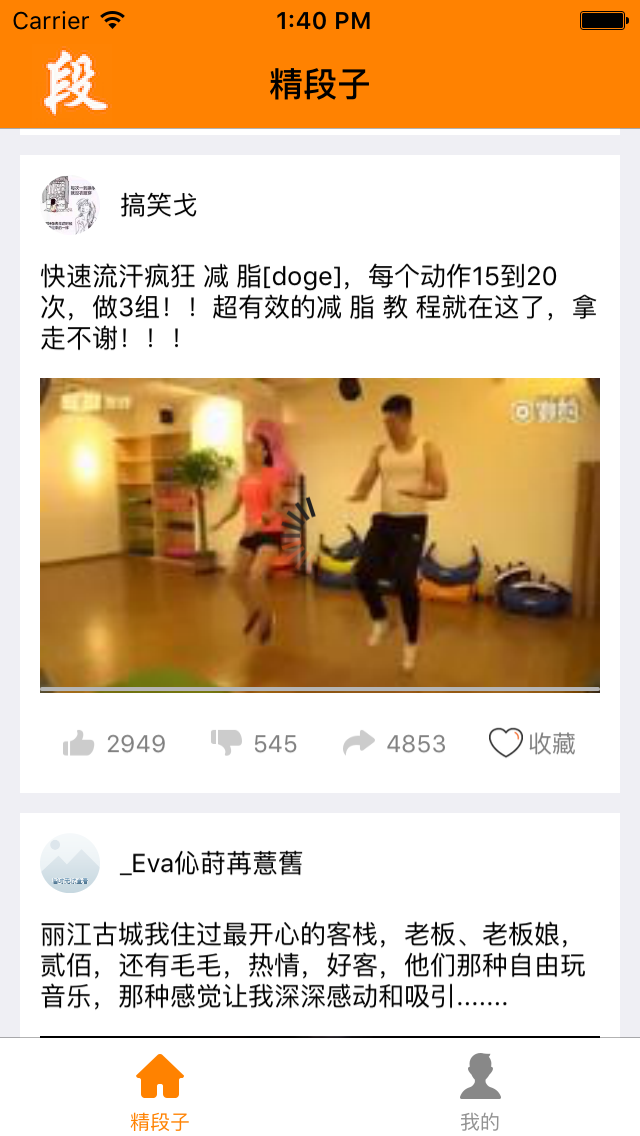 Carrier 1:40 PM
段 精段子
搞笑戈
快速流汗疯狂 减 脂[doge]，每个动作15到20
次，做3组！！超有效的减 脂 教 程就在这了，拿
走不谢！！！
2949 545 4853 收藏
_Eva伈莳苒薏舊
丽江古城我住过最开心的客栈，老板、老板娘，
贰佰，还有毛毛，热情，好客，他们那种自由玩
音乐，那种感觉让我深深感动和吸引.......
精段子 我的